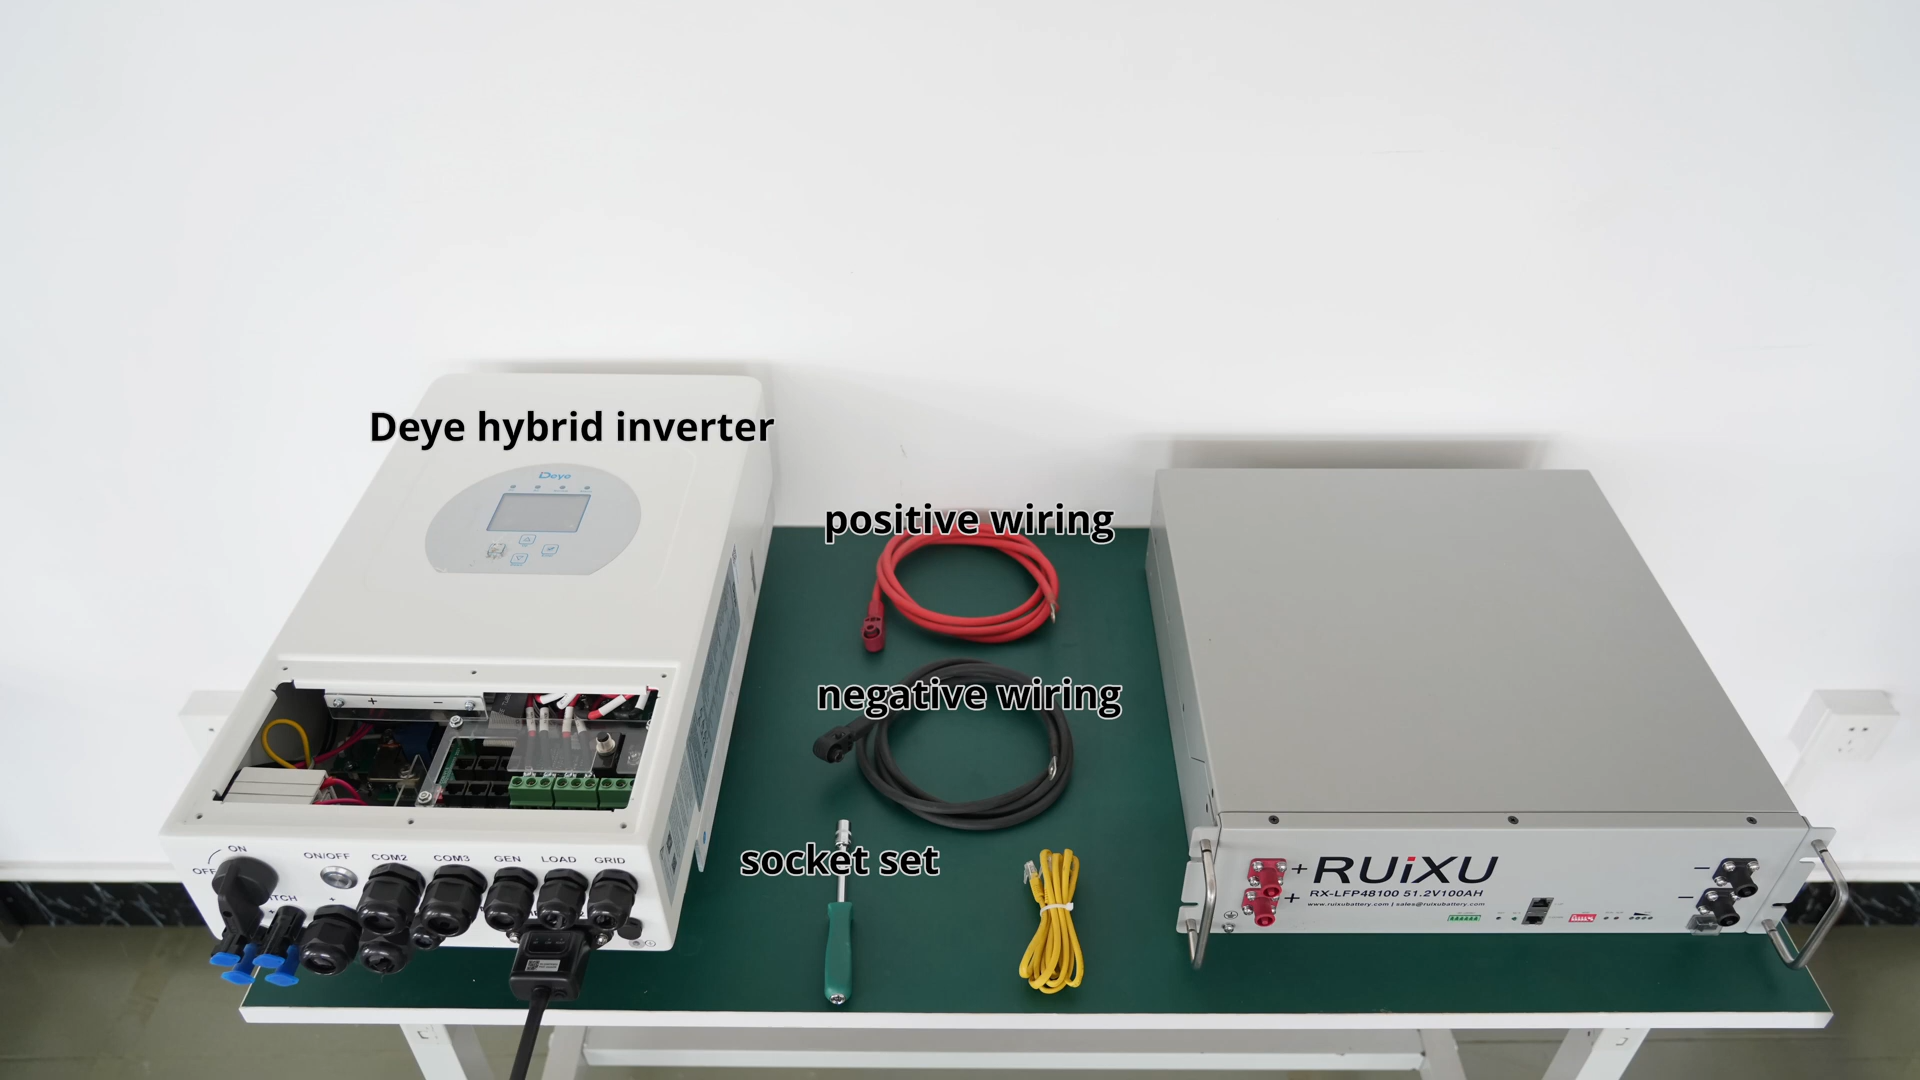 Deye hybrid inverter
Deye
positive wiring
negative wiring
+ −
socket set
ON
OFF
ON/OFF
COM2
COM3
GEN
LOAD
GRID
+
+ RUiXU −
RX-LFP48100 51.2V100AH
+ −
www.ruixubattery.com | sales@ruixubattery.com